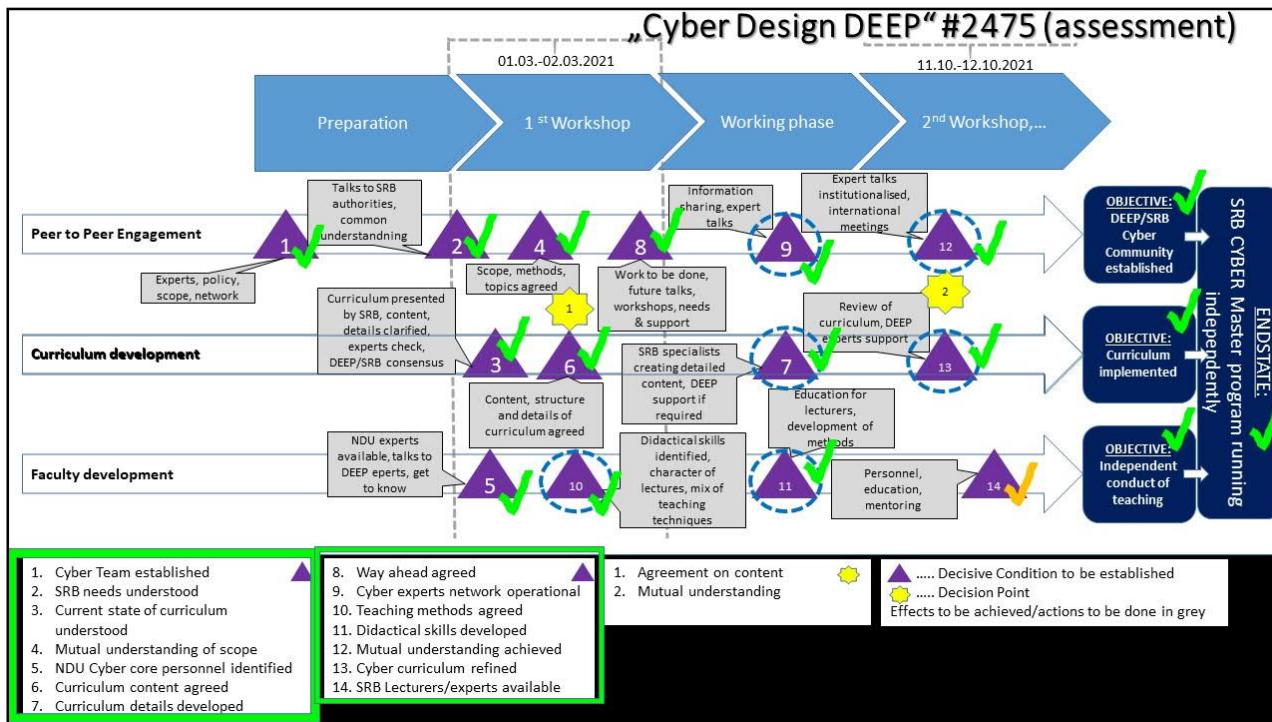 „Cyber Design DEEP“ #2475 (assessment)
01.03.-02.03.2021
11.10.-12.10.2021
Preparation
1 st Workshop
Working phase
2nd Workshop,...
Peer to Peer Engagement
1
Experts, policy,
scope, network
Talks to SRB
authorities,
common
understandning
2
4
Scope, methods,
topics agreed
8
Work to be done,
future talks,
workshops, needs
& support
Information
sharing, expert
talks
9
Expert talks
institutionalised,
international
meetings
12
1
2
Curriculum development
Curriculum presented
by SRB, content,
details clarified,
experts check,
DEEP/SRB consensus
3
6
Content, structure
and details of
curriculum agreed
SRB specialists
creating detailed
content, DEEP
support if
required
7
Review of
curriculum, DEEP
experts support
13
Faculty development
NDU experts
available, talks to
DEEP eperts, get
to know
5
10
Didactical skills
identified,
character of
lectures, mix of
teaching
techniques
Education for
lecturers,
development of
methods
11
Personnel,
education,
mentoring
14
OBJECTIVE:
DEEP/SRB
Cyber
Community
established
OBJECTIVE:
Curriculum
implemented
OBJECTIVE:
Independent
conduct of
teaching
ENDSTATE:
SRB CYBER Master program running
independently
1. Cyber Team established
2. SRB needs understood
3. Current state of curriculum
understood
4. Mutual understanding of scope
5. NDU Cyber core personnel identified
6. Curriculum content agreed
7. Curriculum details developed
8. Way ahead agreed
9. Cyber experts network operational
10. Teaching methods agreed
11. Didactical skills developed
12. Mutual understanding achieved
13. Cyber curriculum refined
14. SRB Lecturers/experts available
1. Agreement on content
2. Mutual understanding
..... Decisive Condition to be established
..... Decision Point
Effects to be achieved/actions to be done in grey